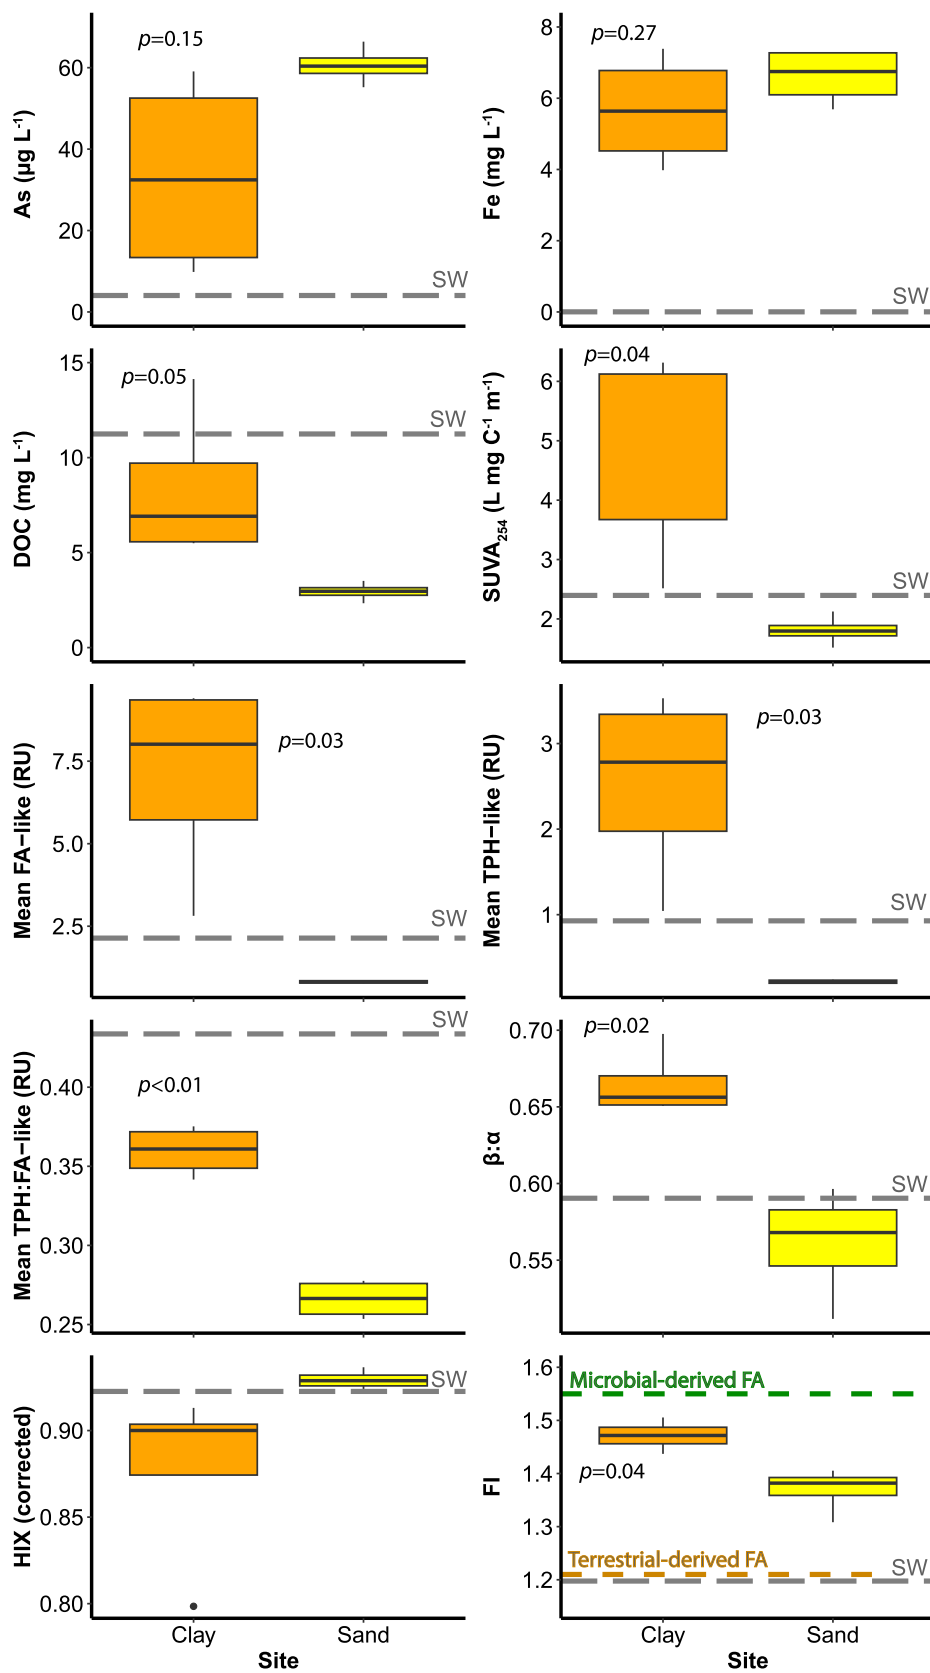 As (µg L-1)
60
40
20
0
p=0.15
SW
Fe (mg L-1)
8
6
4
2
0
p=0.27
SW
DOC (mg L-1)
15
10
5
0
p=0.05
SW
SUVA254 (L mg C-1 m-1)
6
5
4
3
2
p=0.04
SW
Mean FA−like (RU)
7.5
5.0
2.5
p=0.03
SW
Mean TPH−like (RU)
3
2
1
p=0.03
SW
Mean TPH:FA−like (RU)
0.40
0.35
0.30
0.25
p<0.01
SW
β:α
0.70
0.65
0.60
0.55
p=0.02
SW
HIX (corrected)
0.90
0.85
0.80
SW
Clay
Sand
Site
FI
1.6
1.5
1.4
1.3
1.2
Microbial-derived FA
p=0.04
Terrestrial-derived FA
SW
Clay
Sand
Site